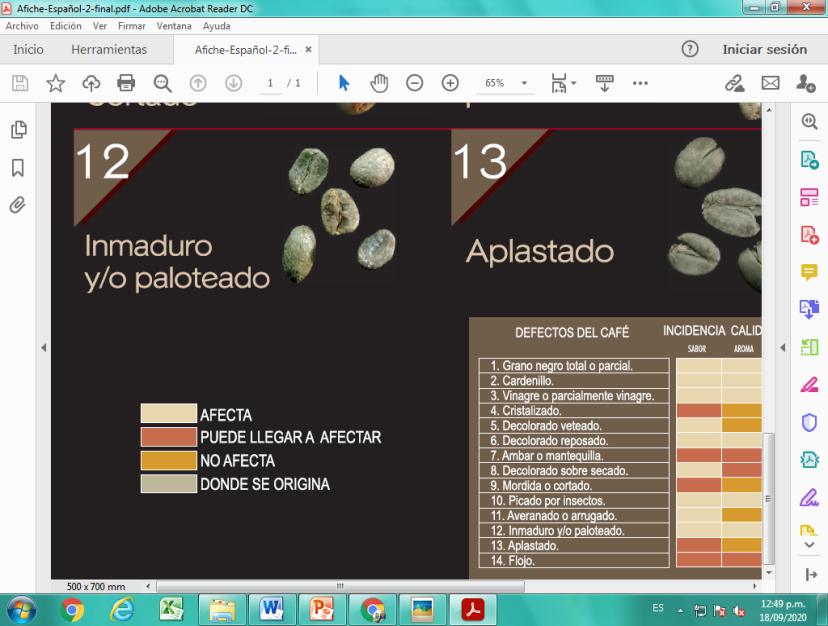 Afiche-Español-2-final.pdf - Adobe Acrobat Reader DC
Archivo Edición Ver Firmar Ventana Ayuda
Inicio Herramientas Afiche-Español-2-fi... × Iniciar sesión
1 / 1 65%
Cortado
12
Inmaduro
y/o paloteado
13
Aplastado
AFECTA
PUEDE LLEGAR A AFECTAR
NO AFECTA
DONDE SE ORIGINA
DEFECTOS DEL CAFÉ INCIDENCIA CALID
SABOR AROMA
1. Grano negro total o parcial.
2. Cardenillo.
3. Vinagre o parcialmente vinagre.
4. Cristalizado.
5. Decolorado veteado.
6. Decolorado reposado.
7. Ambar o mantequilla.
8. Decolorado sobre secado.
9. Mordida o cortado.
10. Picado por insectos.
11. Averanado o arrugado.
12. Inmaduro y/o paloteado.
13. Aplastado.
14. Flojo.
500 x 700 mm
ES
12:49 p.m.
18/09/2020